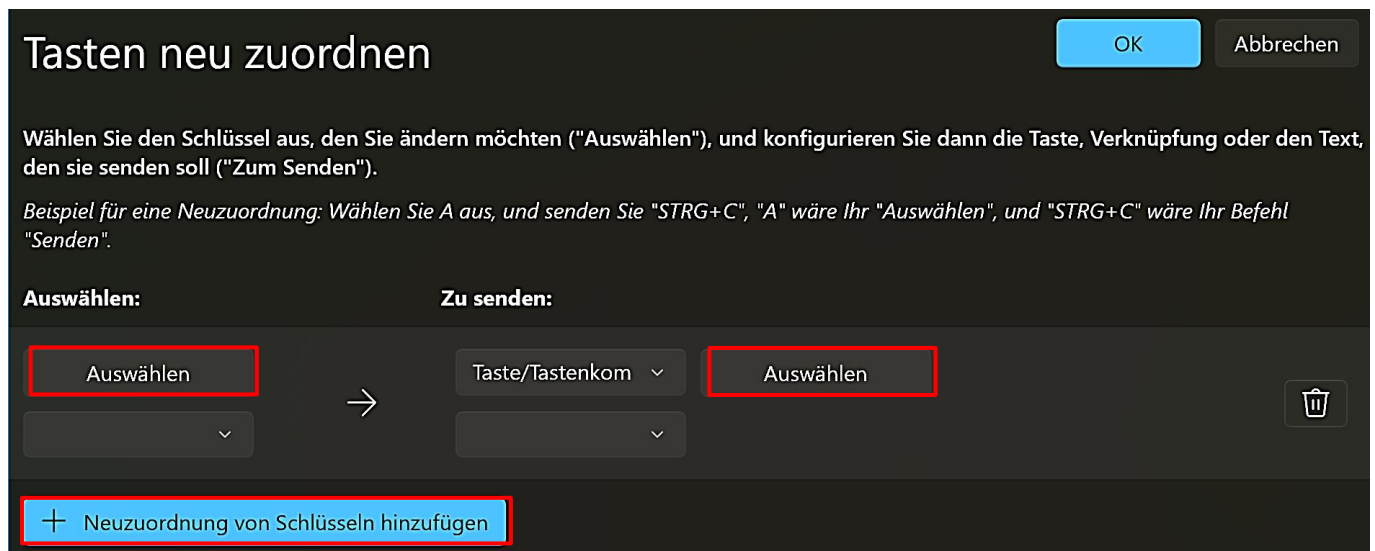 Tasten neu zuordnen
OK
Abbrechen
Wählen Sie den Schlüssel aus, den Sie ändern möchten ("Auswählen"), und konfigurieren Sie dann die Taste, Verknüpfung oder den Text,
den sie senden soll ("Zum Senden").
Beispiel für eine Neuzuordnung: Wählen Sie A aus, und senden Sie "STRG+C", "A" wäre Ihr "Auswählen", und "STRG+C" wäre Ihr Befehl
"Senden".
Auswählen:
Zu senden:
Auswählen
Taste/Tastenkom
Auswählen
Neuzuordnung von Schlüsseln hinzufügen